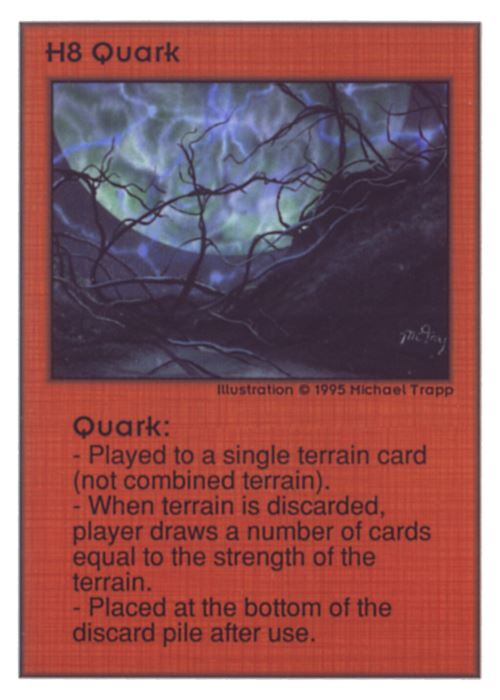 H8 Quark
Illustration © 1995 Michael Trapp
Quark:
- Played to a single terrain card
(not combined terrain).
- When terrain is discarded,
player draws a number of cards
equal to the strength of the
terrain.
- Placed at the bottom of the
discard pile after use.